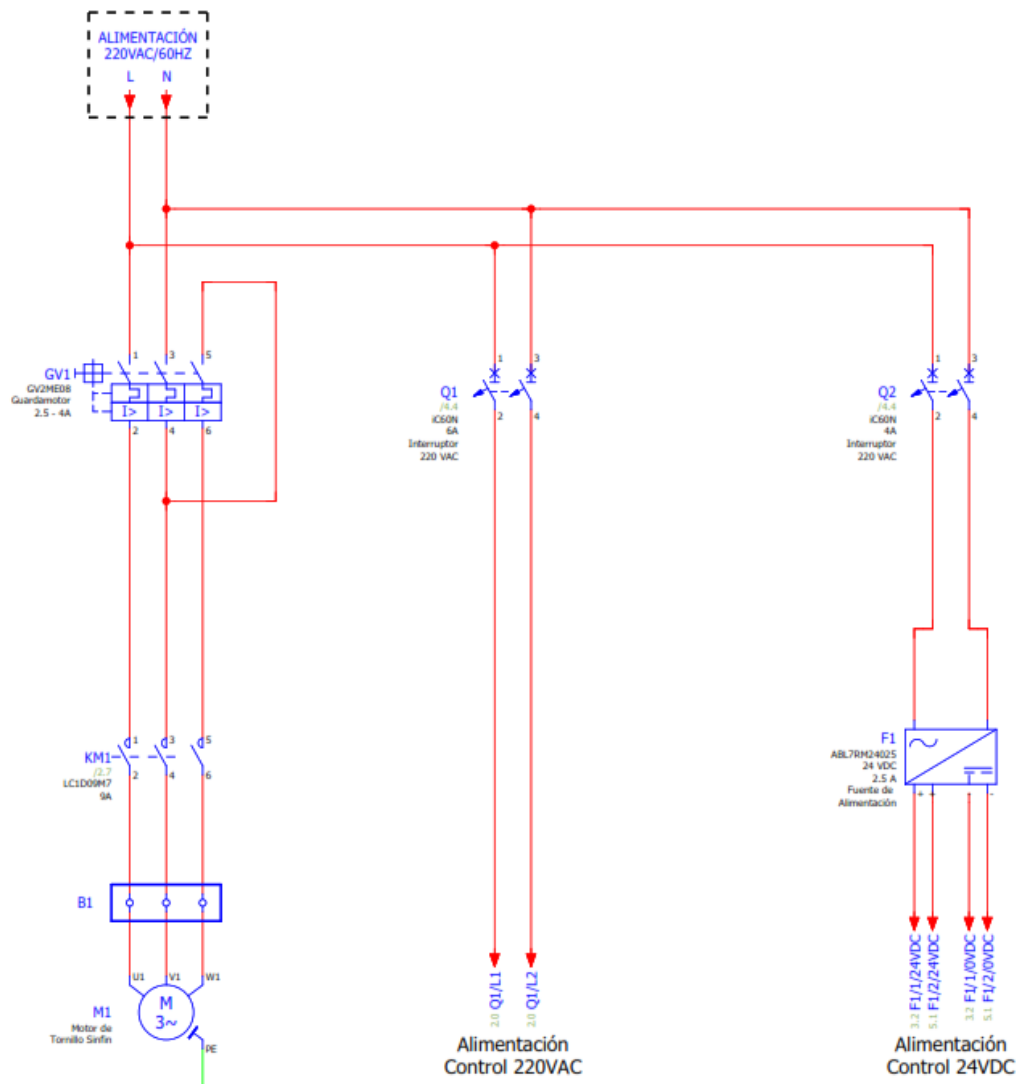 ALIMENTACIÓN
220VAC/60HZ
L N
1 3 5
GV1
GV2ME08
Guardamotor
2.5 - 4A
I> I> I>
2 4 6
1 3
Q1
/4.4
iC60N
6A
Interruptor
220 VAC
2 4
1 3
Q2
/4.4
iC60N
4A
Interruptor
220 VAC
2 4
1 3 5
KM1
/2.7
LC1D09M7
9A
2 4 6
F1
ABL7RM24025
24 VDC
2.5 A
Fuente de
Alimentación
+ + - -
B1
U1 V1 W1
M1
Motor de
Tornillo Sinfin
M
3~
PE
2.0 Q1/L1
2.0 Q1/L2
Alimentación
Control 220VAC
3.2 F1/1/24VDC
5.1 F1/2/24VDC
3.2 F1/1/0VDC
5.1 F1/2/0VDC
Alimentación
Control 24VDC